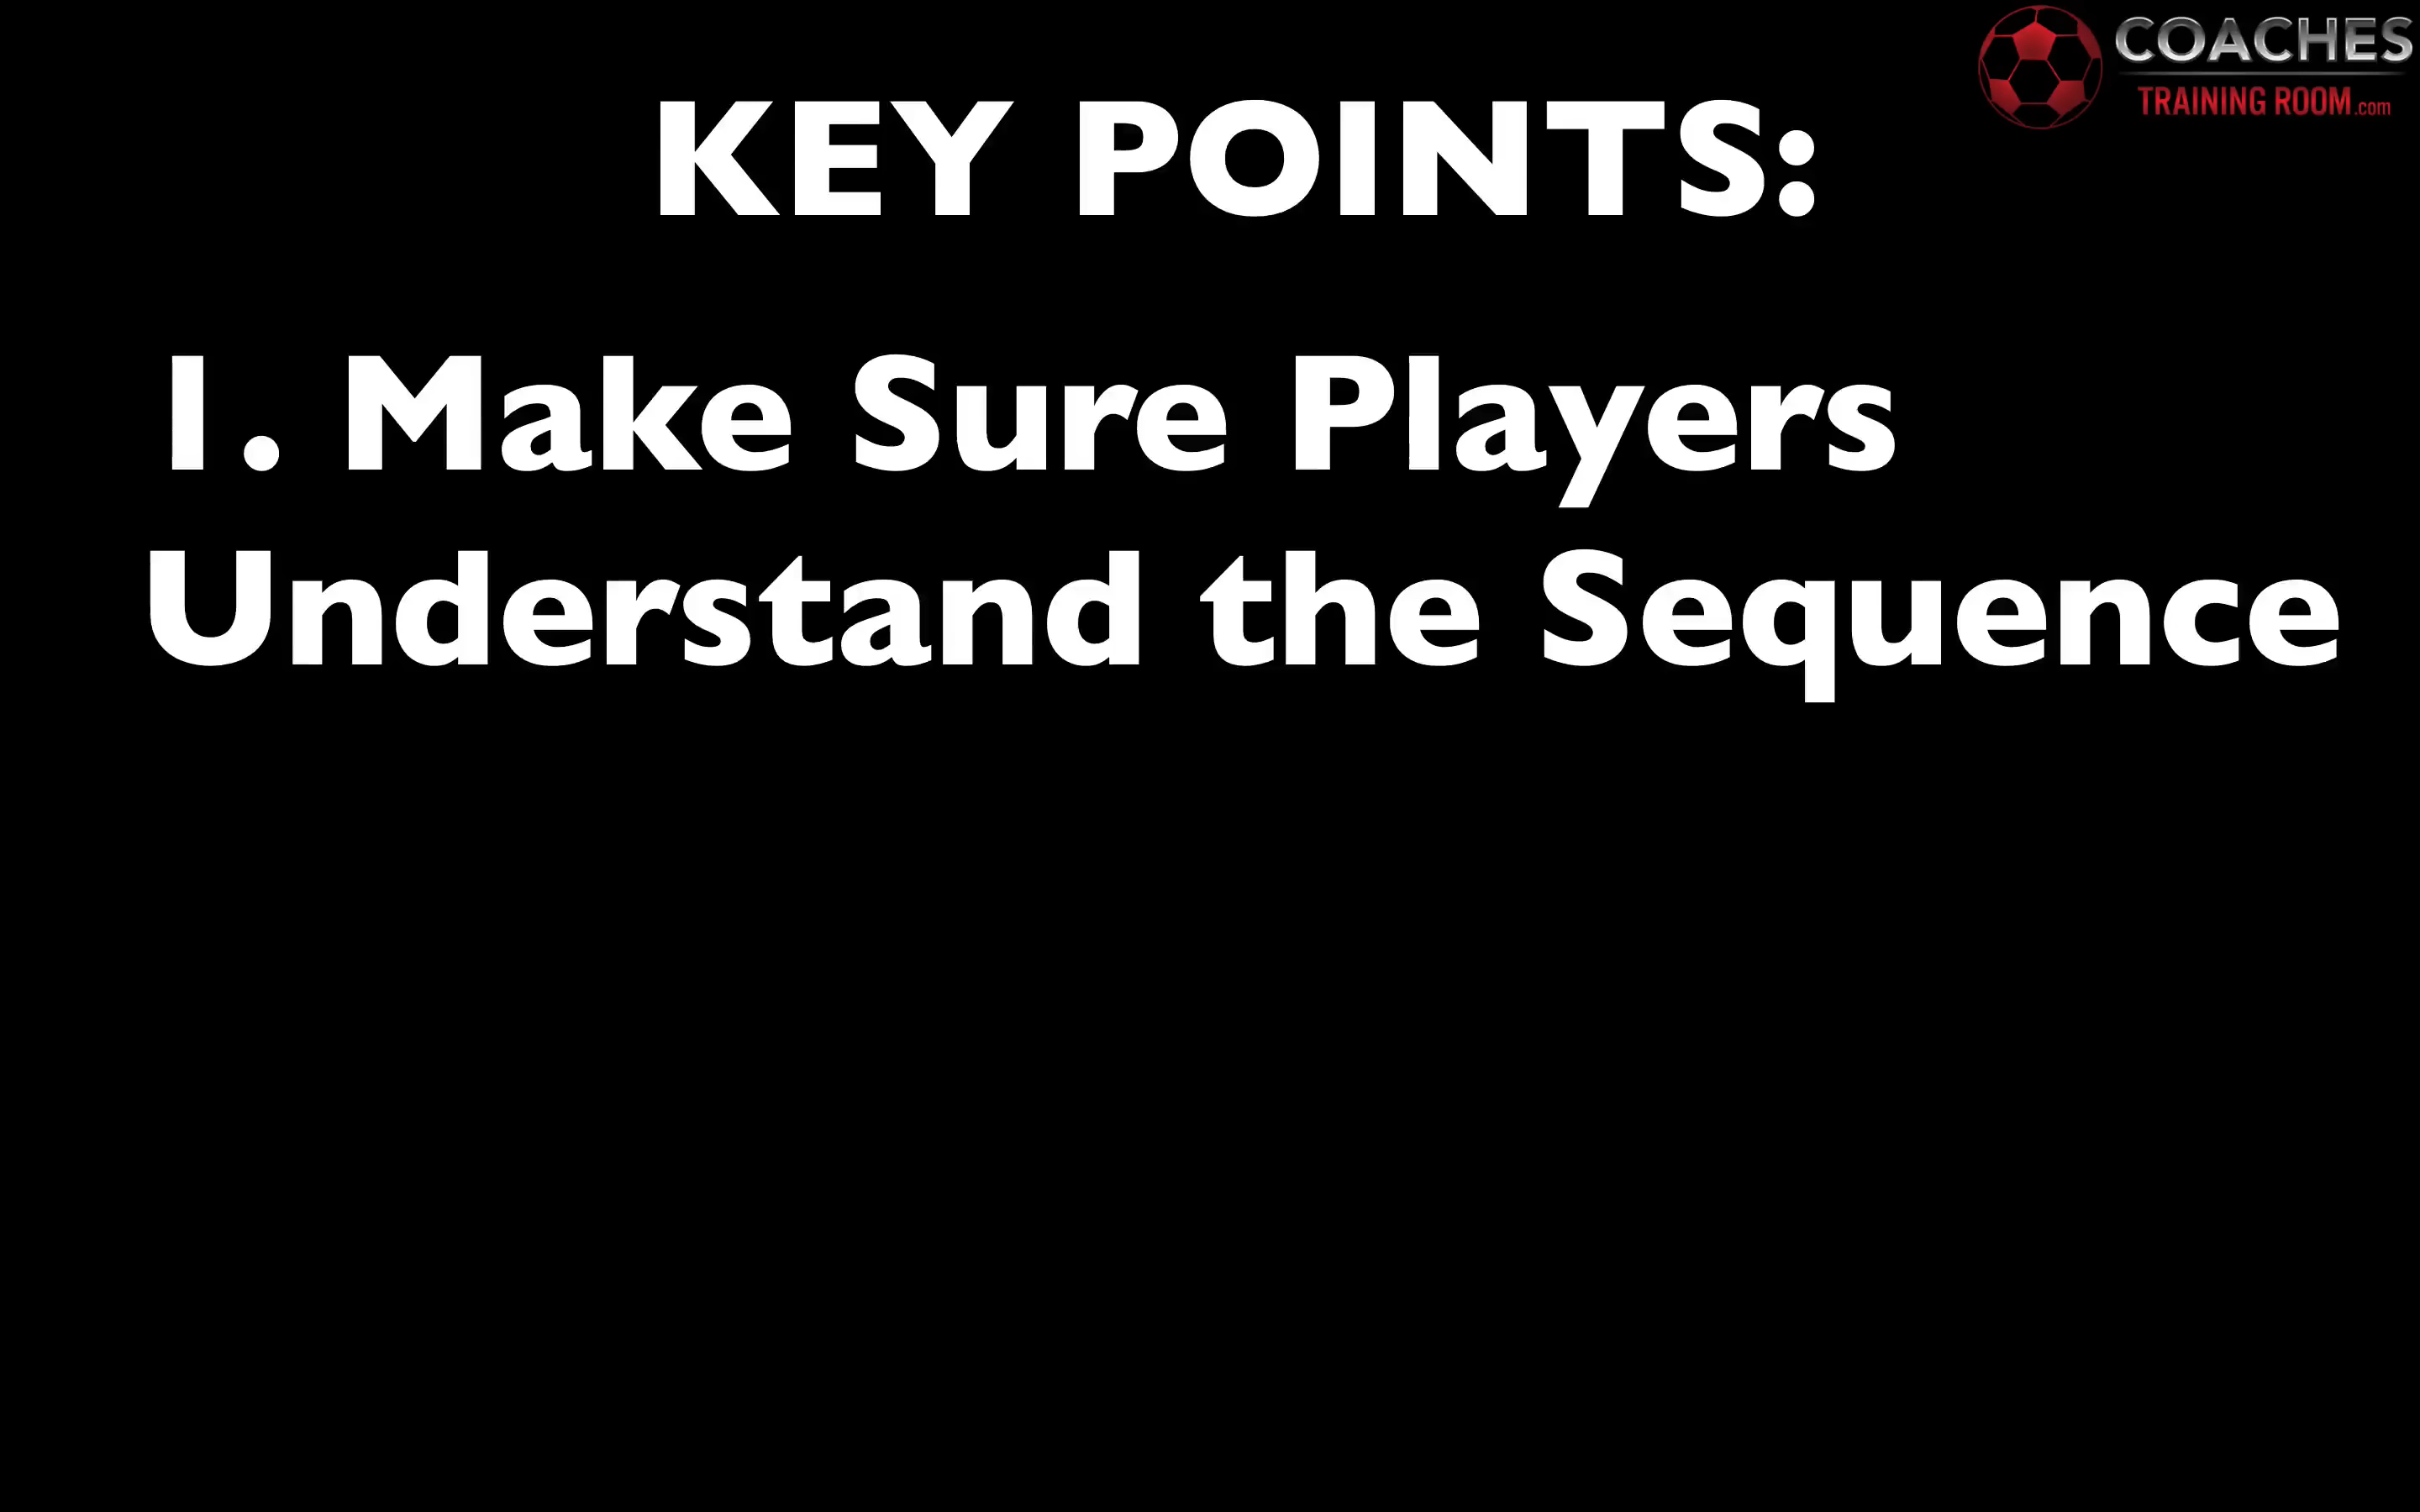 COACHES
TRAINING ROOM.com
KEY POINTS:
1. Make Sure Players
Understand the Sequence